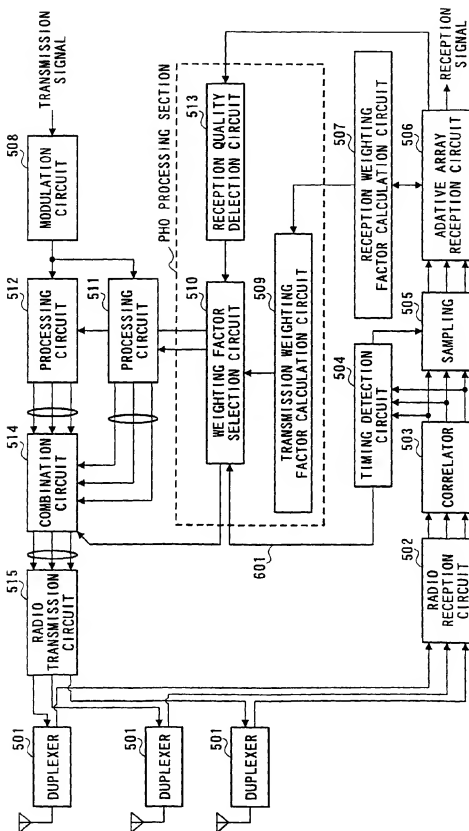 TRANSMISSION
SIGNAL
508
MODULATION
CIRCUIT
512
PROCESSING
CIRCUIT
511
PROCESSING
CIRCUIT
514
COMBINATION
CIRCUIT
515
RADIO
TRANSMISSION
CIRCUIT
501
DUPLEXER
501
DUPLEXER
501
DUPLEXER
PHO PROCESSING SECTION
513
RECEPTION QUALITY
DELECTION CIRCUIT
510
WEIGHTING FACTOR
SELECTION CIRCUIT
509
TRANSMISSION WEIGHTING
FACTOR CALCULATION CIRCUIT
507
RECEPTION WEIGHTING
FACTOR CALCULATION CIRCUIT
504
TIMING DETECTION
CIRCUIT
601
502
RADIO
RECEPTION
CIRCUIT
503
CORRELATOR
505
SAMPLING
506
ADATIVE ARRAY
RECEPTION CIRCUIT
RECEPTION
SIGNAL